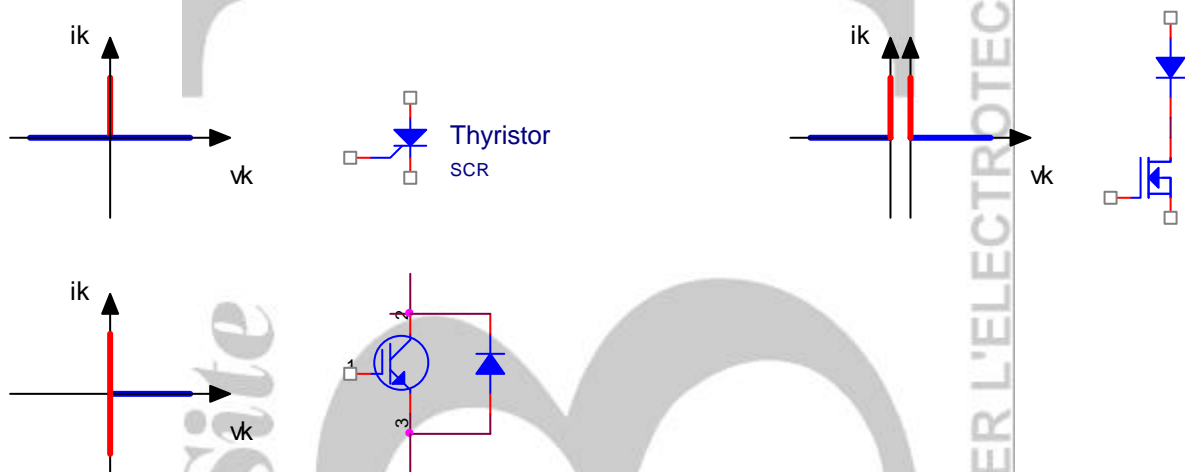 ik
Thyristor
SCR
vk
ik
vk
ik
vk
2
1
3
Site
ER L'ELECTROTEC